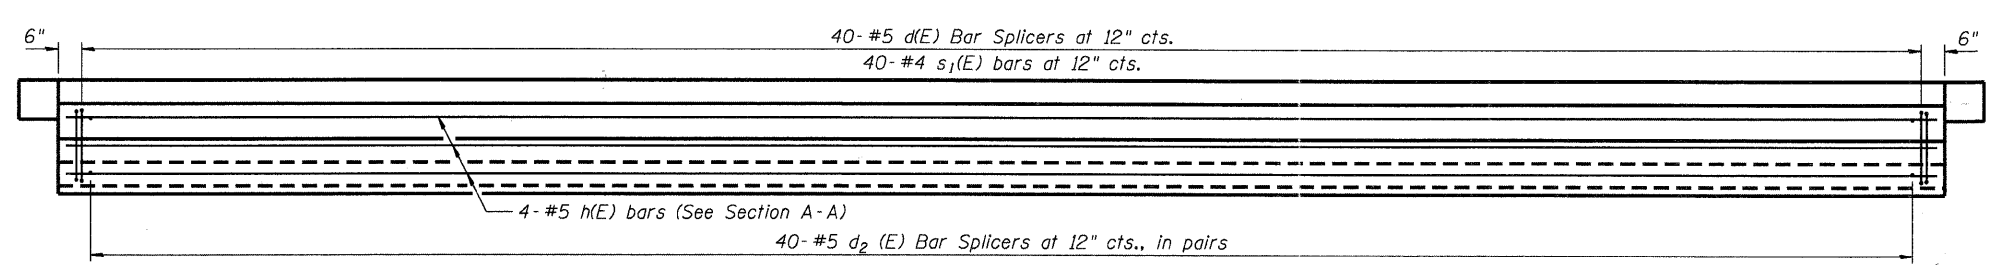 6"
40-#5 d(E) Bar Splicers at 12" cts.
6"
40-#4 s1(E) bars at 12" cts.
4-#5 h(E) bars (See Section A-A)
40-#5 d2 (E) Bar Splicers at 12" cts., in pairs